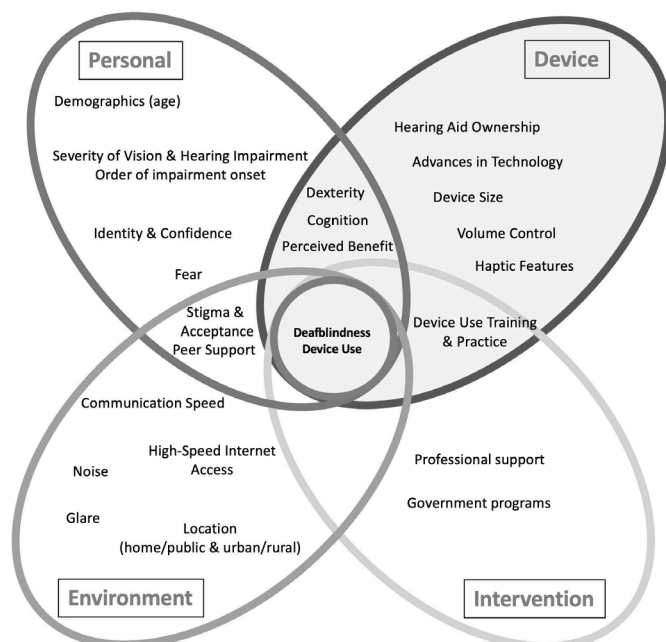 Personal
Device
Demographics (age)
Hearing Aid Ownership
Severity of Vision & Hearing Impairment
Order of impairment onset
Advances in Technology
Dexterity
Device Size
Cognition
Identity & Confidence
Volume Control
Perceived Benefit
Fear
Haptic Features
Stigma &
Acceptance
Peer Support
Deafblindness
Device Use
Device Use Training
& Practice
Communication Speed
High-Speed Internet
Access
Noise
Professional support
Glare
Government programs
Location
(home/public & urban/rural)
Environment
Intervention